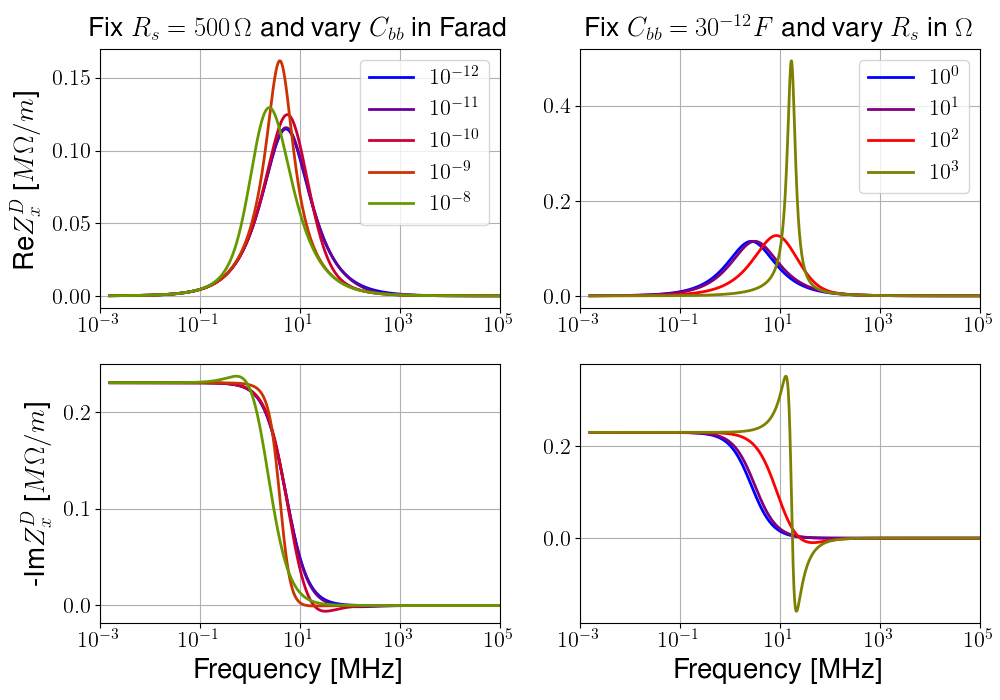 Fix $R_s = 500\,\Omega$ and vary $C_{bb}$ in Farad
Fix $C_{bb} = 30^{-12}F$ and vary $R_s$ in $\Omega$
Re$Z_x^D$ [$M\Omega/m$]
0.15
0.10
0.05
0.00
$10^{-12}$
$10^{-11}$
$10^{-10}$
$10^{-9}$
$10^{-8}$
$10^{-3}$ $10^{-1}$ $10^{1}$ $10^{3}$ $10^{5}$
0.4
0.2
0.0
$10^{0}$
$10^{1}$
$10^{2}$
$10^{3}$
$10^{-3}$ $10^{-1}$ $10^{1}$ $10^{3}$ $10^{5}$
-Im$Z_x^D$ [$M\Omega/m$]
0.2
0.1
0.0
$10^{-3}$ $10^{-1}$ $10^{1}$ $10^{3}$ $10^{5}$
Frequency [MHz]
0.2
0.0
$10^{-3}$ $10^{-1}$ $10^{1}$ $10^{3}$ $10^{5}$
Frequency [MHz]